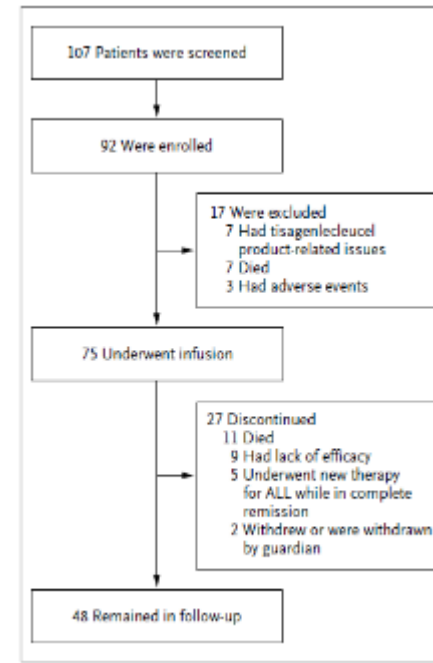 107 Patients were screened
92 Were enrolled
17 Were excluded
7 Had tisagenlecleucel
product-related issues
7 Died
3 Had adverse events
75 Underwent infusion
27 Discontinued
11 Died
9 Had lack of efficacy
5 Underwent new therapy
for ALL while in complete
remission
2 Withdrew or were withdrawn
by guardian
48 Remained in follow-up